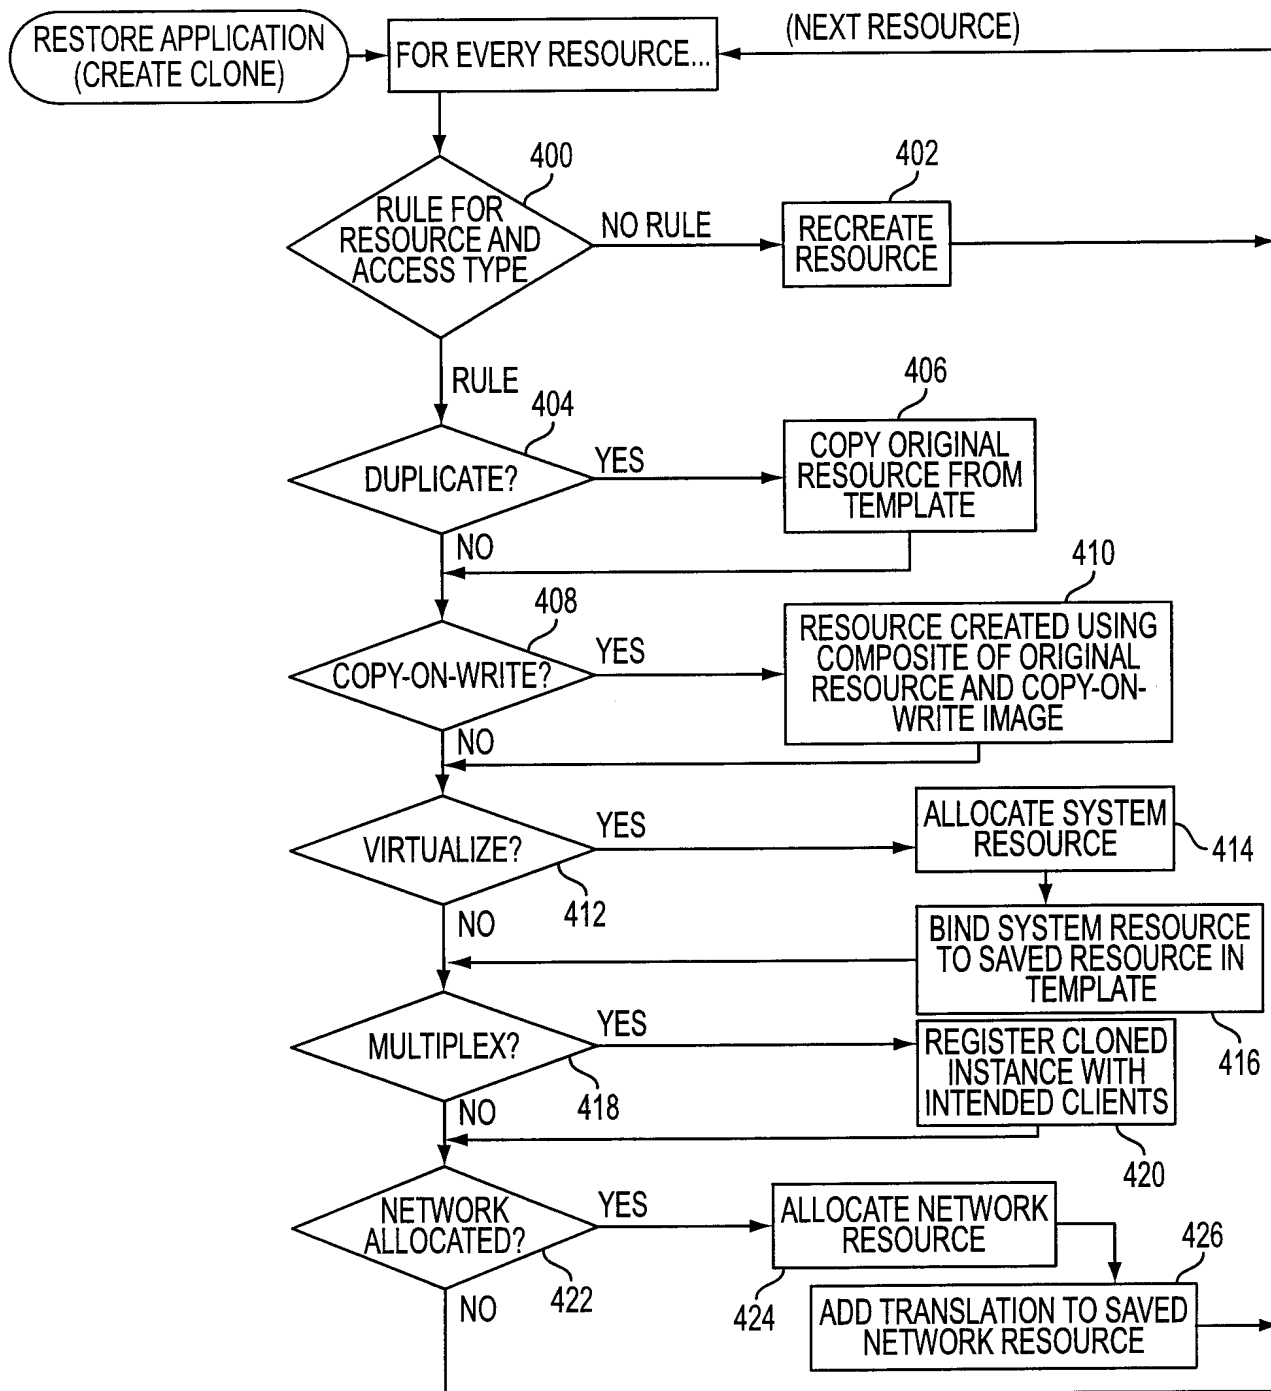 RESTORE APPLICATION
(CREATE CLONE)
FOR EVERY RESOURCE...
(NEXT RESOURCE)
400
RULE FOR
RESOURCE AND
ACCESS TYPE
NO RULE
402
RECREATE
RESOURCE
RULE
404
DUPLICATE?
YES
406
COPY ORIGINAL
RESOURCE FROM
TEMPLATE
NO
408
COPY-ON-WRITE?
YES
410
RESOURCE CREATED USING
COMPOSITE OF ORIGINAL
RESOURCE AND COPY-ON-
WRITE IMAGE
NO
VIRTUALIZE?
412
YES
ALLOCATE SYSTEM
RESOURCE
414
NO
BIND SYSTEM RESOURCE
TO SAVED RESOURCE IN
TEMPLATE
416
MULTIPLEX?
418
YES
REGISTER CLONED
INSTANCE WITH
INTENDED CLIENTS
420
NO
NETWORK
ALLOCATED?
422
YES
ALLOCATE NETWORK
RESOURCE
424
426
ADD TRANSLATION TO SAVED
NETWORK RESOURCE
NO